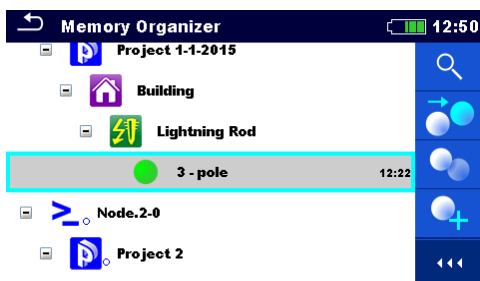 Memory Organizer 12:50
Project 1-1-2015
Building
Lightning Rod
3 - pole 12:22
Node.2-0
Project 2